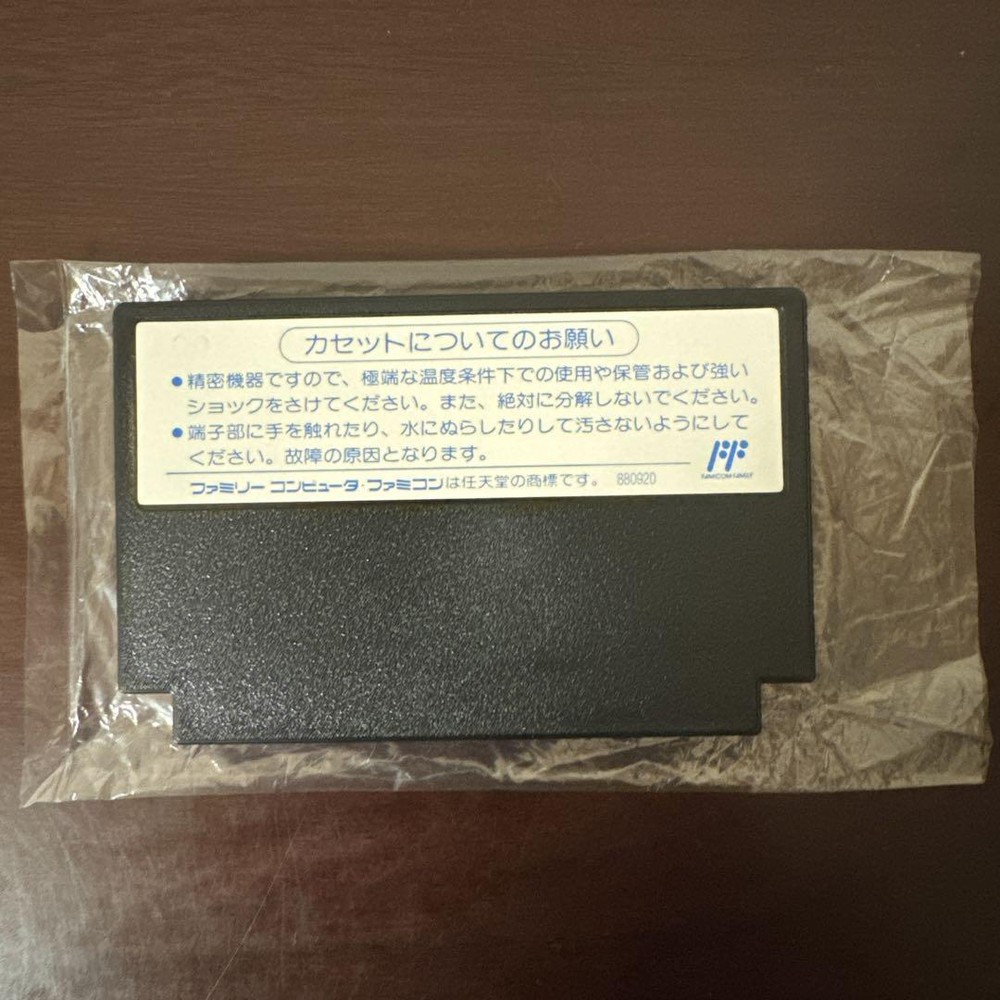 カセットについてのお願い
●精密機器ですので、極端な温度条件下での使用や保管および強い
ショックをさけてください。また、絶対に分解しないでください。
●端子部に手を触れたり、水にぬらしたりして汚さないようにして
ください。故障の原因となります。
FAMICOM FAMILY
ファミリー コンピュータ・ファミコンは任天堂の商標です。 880920